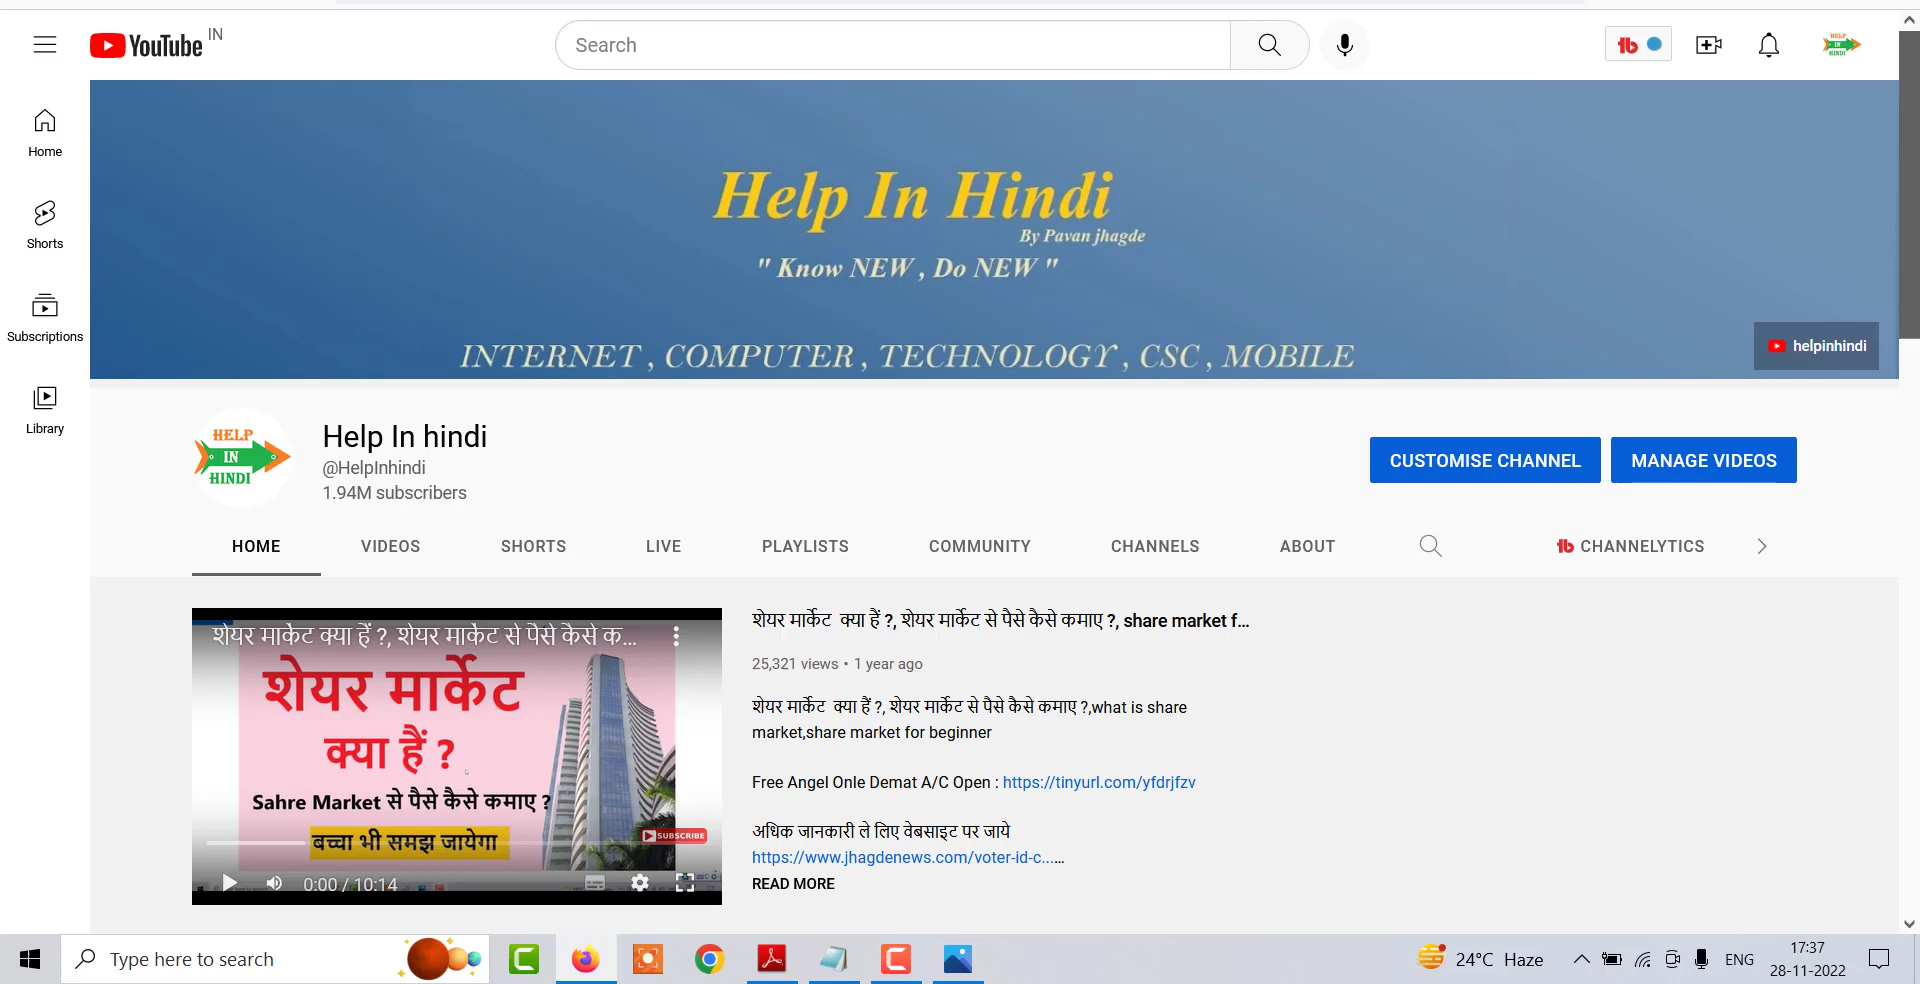 YouTube IN
Search
Home
Shorts
Subscriptions
Library
Help In Hindi
By Pavan jhagde
" Know NEW , Do NEW "
INTERNET , COMPUTER , TECHNOLOGY , CSC , MOBILE
helpinhindi
HELP
IN
HINDI
Help In hindi
@HelpInhindi
1.94M subscribers
CUSTOMISE CHANNEL
MANAGE VIDEOS
HOME VIDEOS SHORTS LIVE PLAYLISTS COMMUNITY CHANNELS ABOUT CHANNELYTICS
शेयर मार्केट क्या हैं ?, शेयर मार्केट से पैसे कैसे क...
शेयर मार्केट
क्या हैं ?
Sahre Market से पैसे कैसे कमाए ?
बच्चा भी समझ जायेगा
SUBSCRIBE
0:00 / 10:14
शेयर मार्केट क्या हैं ?, शेयर मार्केट से पैसे कैसे कमाए ?, share market f...
25,321 views • 1 year ago
शेयर मार्केट क्या हैं ?, शेयर मार्केट से पैसे कैसे कमाए ?,what is share
market,share market for beginner
Free Angel Onle Demat A/C Open : https://tinyurl.com/yfdrjfzv
अधिक जानकारी ले लिए वेबसाइट पर जाये
https://www.jhagdenews.com/voter-id-c......
READ MORE
Type here to search
24°C Haze
ENG
17:37
28-11-2022